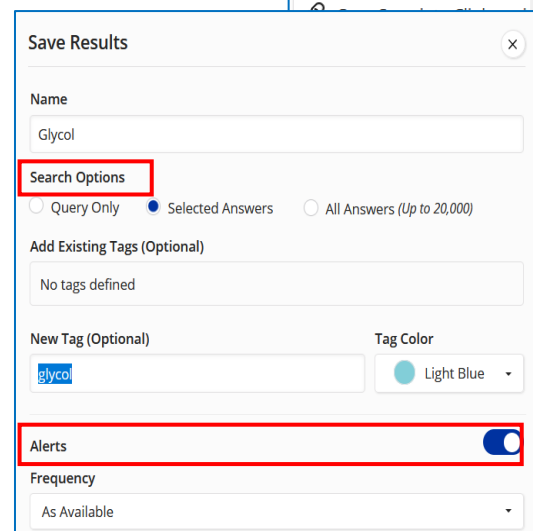 Save Results
Name
Glycol
Search Options
Query Only Selected Answers All Answers (Up to 20,000)
Add Existing Tags (Optional)
No tags defined
New Tag (Optional) Tag Color
glycol Light Blue
Alerts
Frequency
As Available